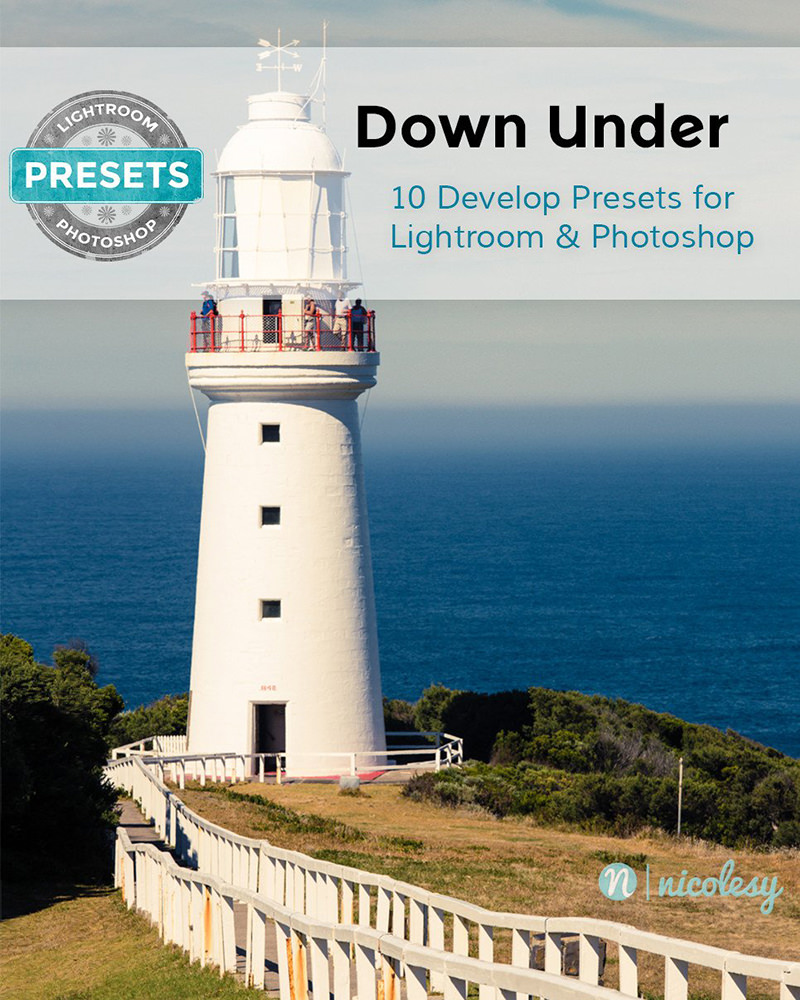 LIGHTROOM
PRESETS
PHOTOSHOP
Down Under
10 Develop Presets for
Lightroom & Photoshop
n | nicolesy